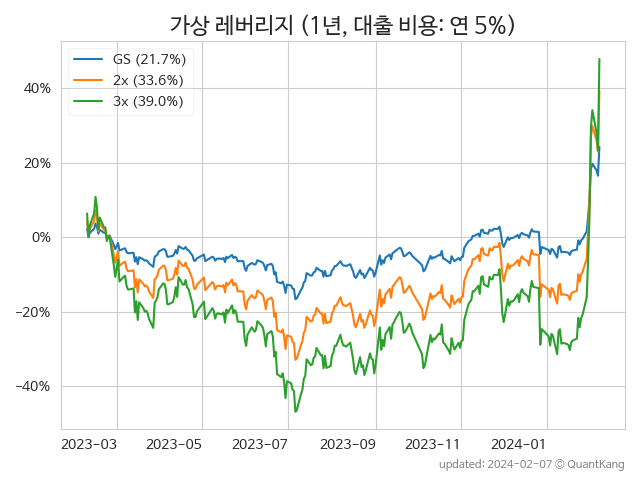 가상 레버리지 (1년, 대출 비용: 연 5%)
GS (21.7%)
2x (33.6%)
3x (39.0%)
40%
20%
0%
−20%
−40%
2023-03 2023-05 2023-07 2023-09 2023-11 2024-01
updated: 2024-02-07 © QuantKang